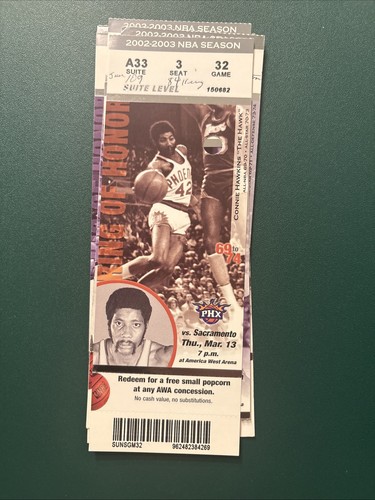 2002-2003 NBA SEASON
2002-2003 NBA SEASON
2002-2003 NBA SEASON
A33 3 32
SUITE SEAT GAME
109 84
SUITE LEVEL 150682
RING OF HONOR
PHOENIX
42
CONNIE HAWKINS "THE HAWK"
69 to 74
PHX
vs. Sacramento
Thu., Mar. 13
7 p.m.
at America West Arena
Redeem for a free small popcorn
at any AWA concession.
No cash value, no substitutions.
SUNSGM32 962482384269